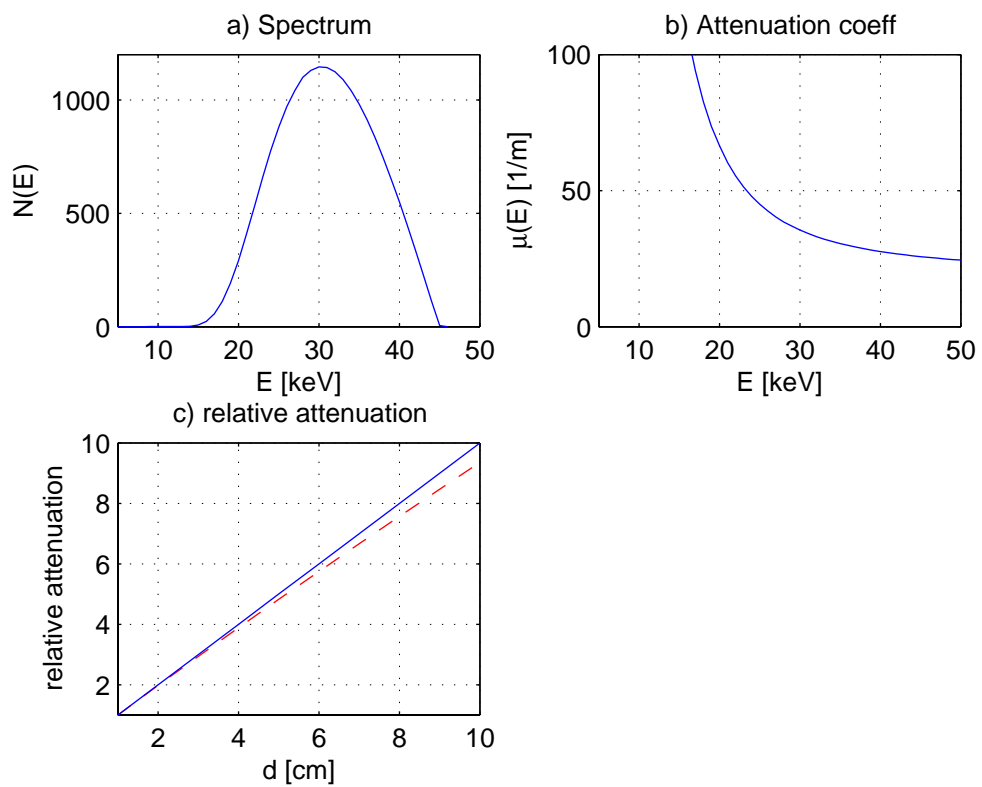 a) Spectrum
N(E)
1000
500
0
10 20 30 40 50
E [keV]
b) Attenuation coeff
μ(E) [1/m]
100
50
0
10 20 30 40 50
E [keV]
c) relative attenuation
relative attenuation
10
8
6
4
2
2 4 6 8 10
d [cm]